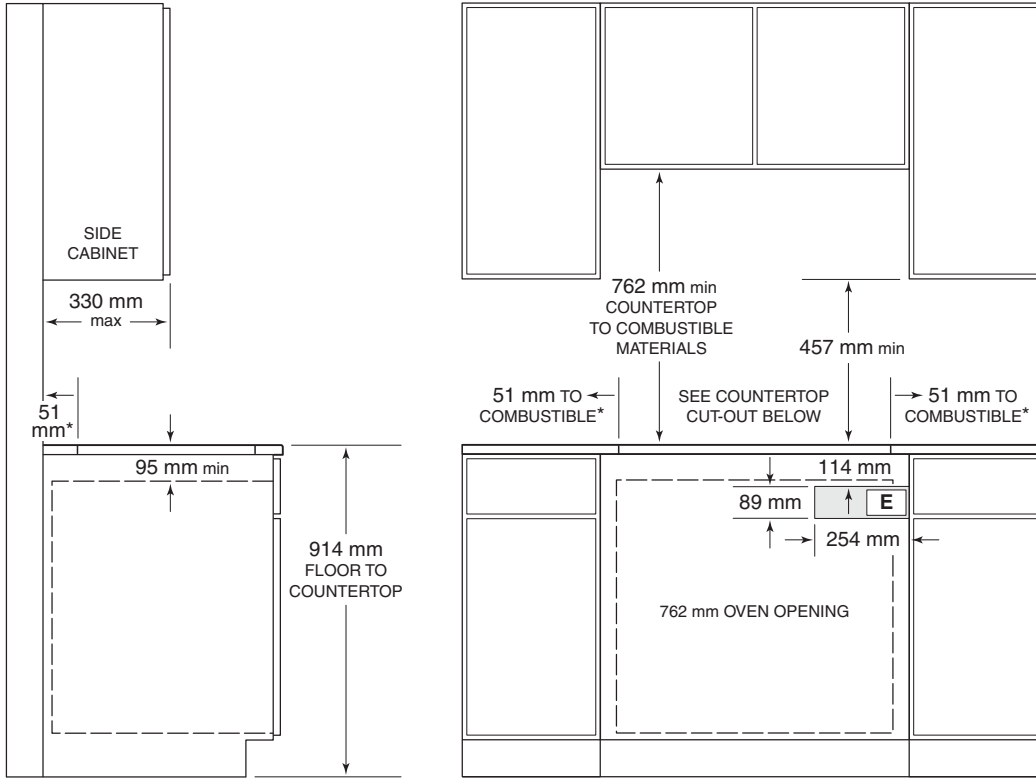 SIDE
CABINET
330 mm
max
51
mm*
95 mm min
914 mm
FLOOR TO
COUNTERTOP
762 mm min
COUNTERTOP
TO COMBUSTIBLE
MATERIALS
457 mm min
51 mm TO
COMBUSTIBLE*
SEE COUNTERTOP
CUT-OUT BELOW
51 mm TO
COMBUSTIBLE*
114 mm
89 mm
E
254 mm
762 mm OVEN OPENING